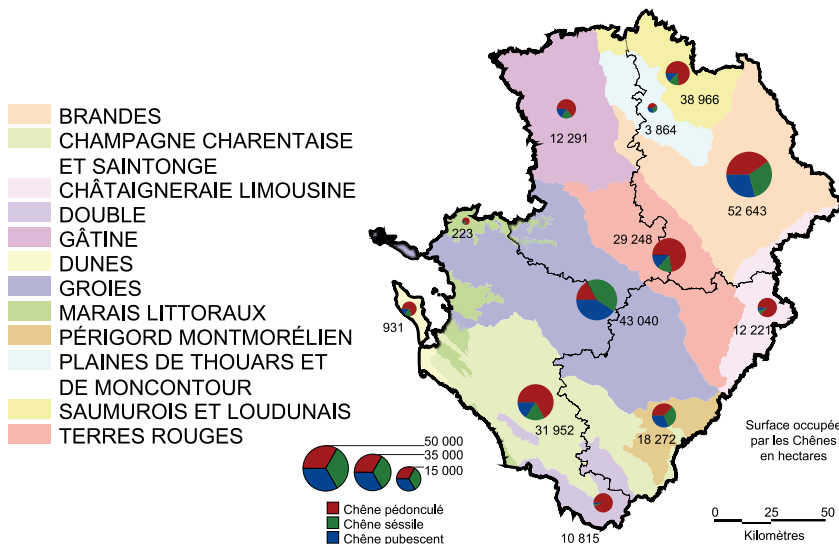 BRANDES
CHAMPAGNE CHARENTAISE
ET SAINTONGE
CHÂTAIGNERAIE LIMOUSINE
DOUBLE
GÂTINE
DUNES
GROIES
MARAIS LITTORAUX
PÉRIGORD MONTMORÉLIEN
PLAINES DE THOUARS ET
DE MONCONTOUR
SAUMUROIS ET LOUDUNAIS
TERRES ROUGES
38 966
12 291
3 864
52 643
223
29 248
931
43 040
12 221
31 952
18 272
10 815
50 000
35 000
15 000
Chêne pédonculé
Chêne séssile
Chêne pubescent
Surface occupée
par les Chênes
en hectares
0 25 50
Kilomètres